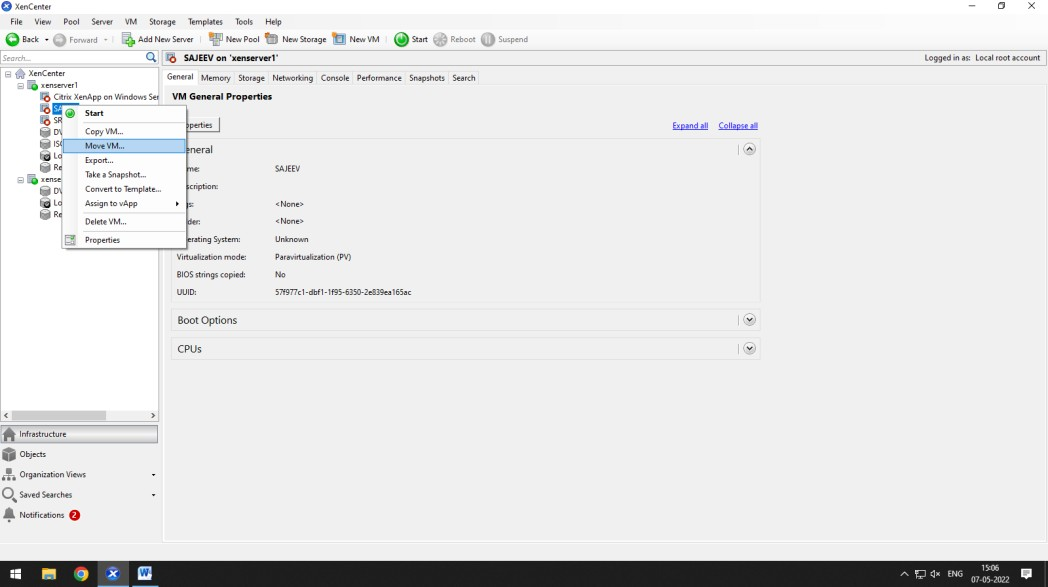 XenCenter
File View Pool Server VM Storage Templates Tools Help
Back Forward Add New Server New Pool New Storage New VM Start Reboot Suspend
Search...
SAJEEV on 'xenserver1'
Logged in as: Local root account
XenCenter
xenserver1
Citrix XenApp on Windows Ser
Start
Copy VM...
Move VM...
Export...
Take a Snapshot...
Convert to Template...
Assign to vApp
Delete VM...
Properties
General Memory Storage Networking Console Performance Snapshots Search
VM General Properties
operties
Expand all Collapse all
eneral
me: SAJEEV
scription:
gs: <None>
der: <None>
erating System: Unknown
Virtualization mode: Paravirtualization (PV)
BIOS strings copied: No
UUID: 57f977c1-dbf1-1f95-6350-2e839ea165ac
Boot Options
CPUs
Infrastructure
Objects
Organization Views
Saved Searches
Notifications 2
ENG
15:06
07-05-2022